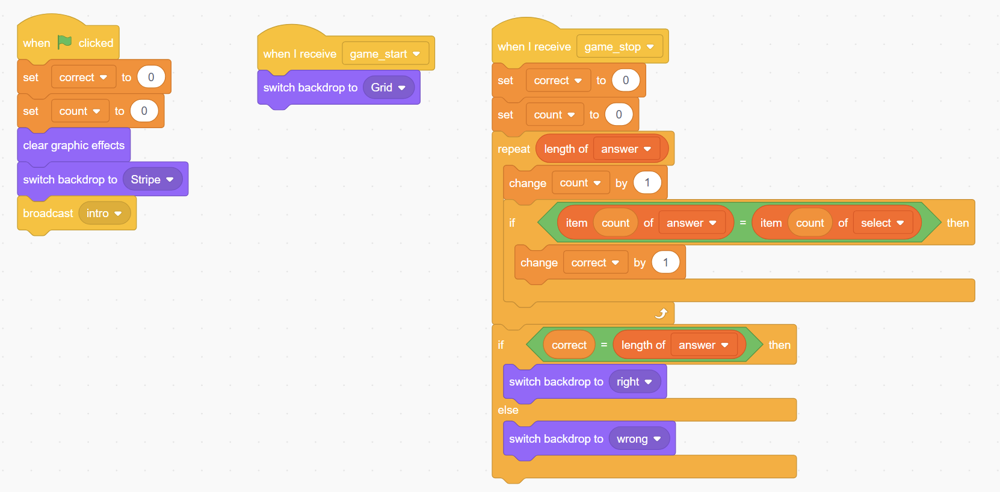 when clicked
set correct to 0
set count to 0
clear graphic effects
switch backdrop to Stripe
broadcast intro
when I receive game_start
switch backdrop to Grid
when I receive game_stop
set correct to 0
set count to 0
repeat length of answer
change count by 1
if item count of answer = item count of select then
change correct by 1
if correct = length of answer then
switch backdrop to right
else
switch backdrop to wrong